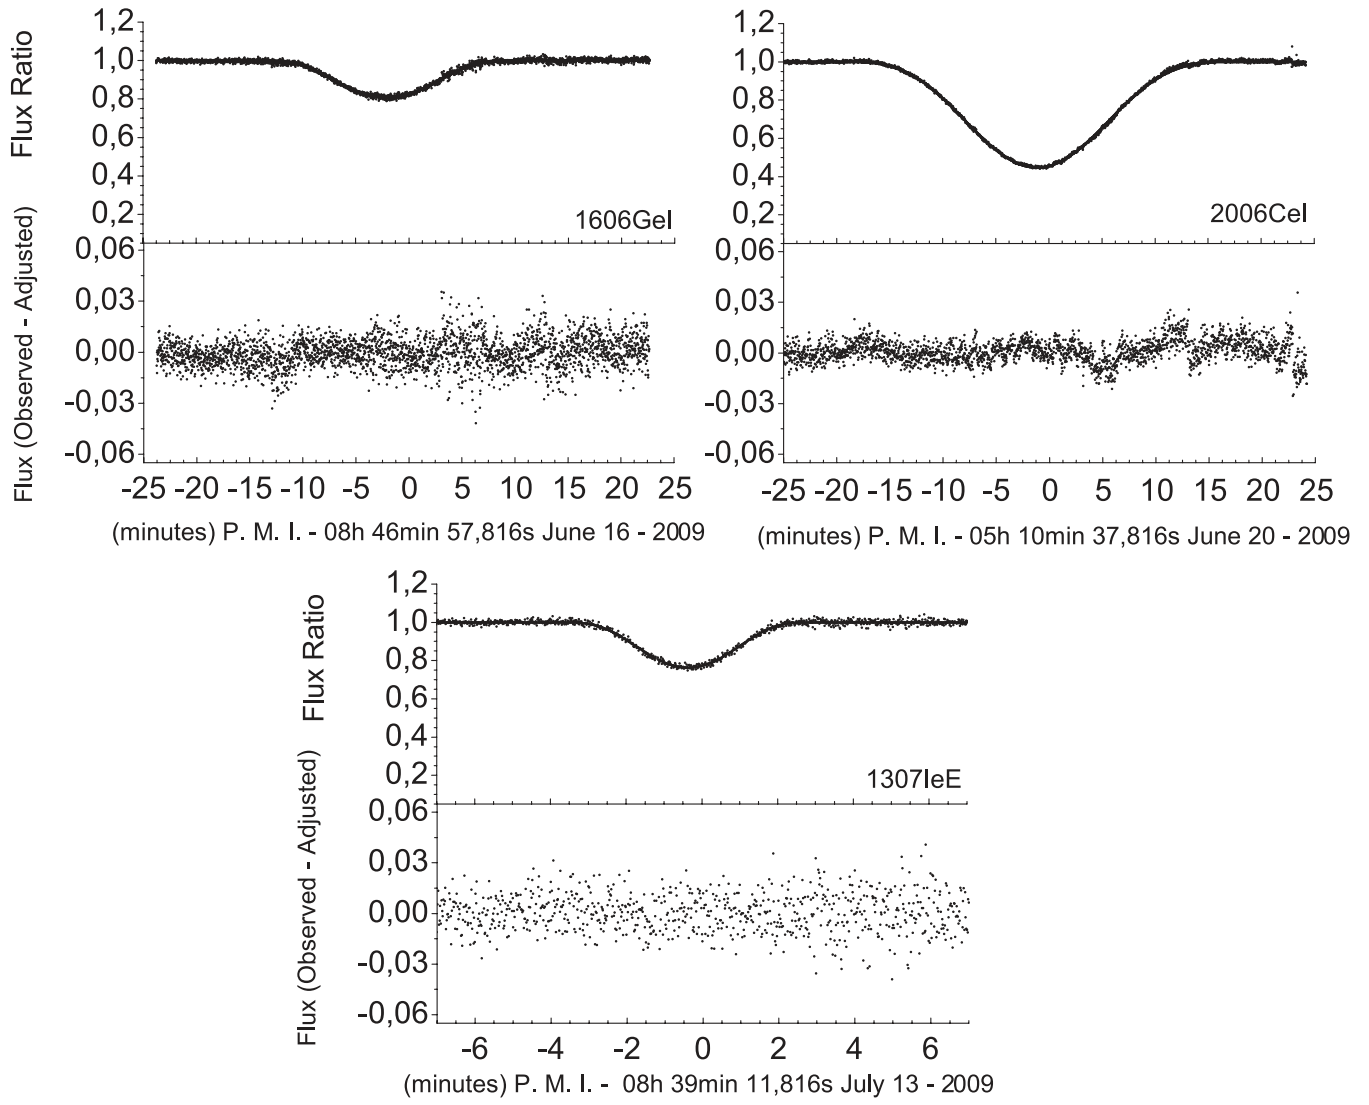 Flux Ratio
1,2
1,0
0,8
0,6
0,4
0,2
1606GeI
Flux (Observed - Adjusted)
0.06
0.03
0.00
-0.03
-0,06
-25 -20 -15 -10 -5 0 5 10 15 20 25
(minutes) P. M. I. - 08h 46min 57,816s June 16 - 2009
1,2
1,0
0,8
0,6
0,4
0,2
2006CeI
0,06
0,03
0,00
-0,03
-0,06
-25 -20 -15 -10 -5 0 5 10 15 20 25
(minutes) P. M. I. - 05h 10min 37,816s June 20 - 2009
Flux Ratio
1,2
1,0
0,8
0,6
0,4
0,2
1307IeE
Flux (Observed - Adjusted)
0.06
0,03
0,00
-0,03
-0,06
-6 -4 -2 0 2 4 6
(minutes) P. M. I. - 08h 39min 11,816s July 13 - 2009